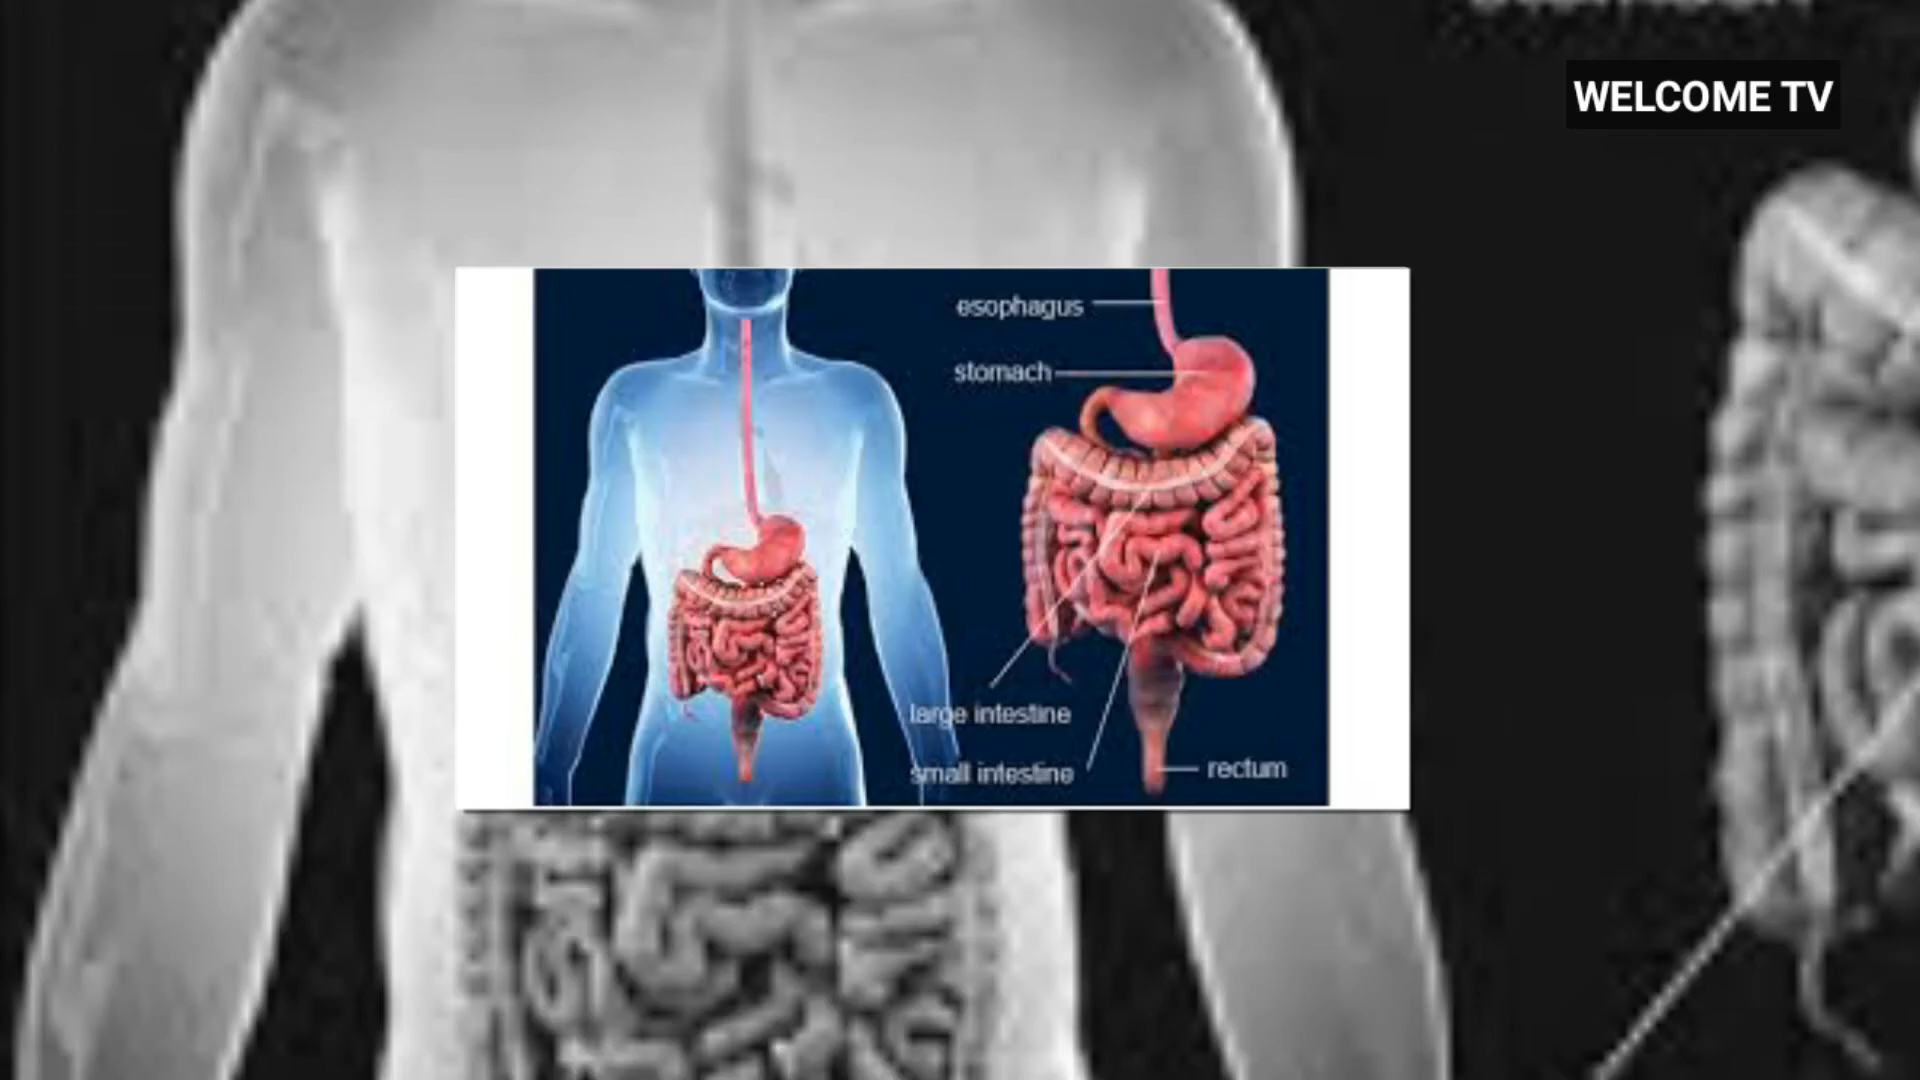 WELCOME TV
esophagus
stomach
large intestine
small intestine
rectum